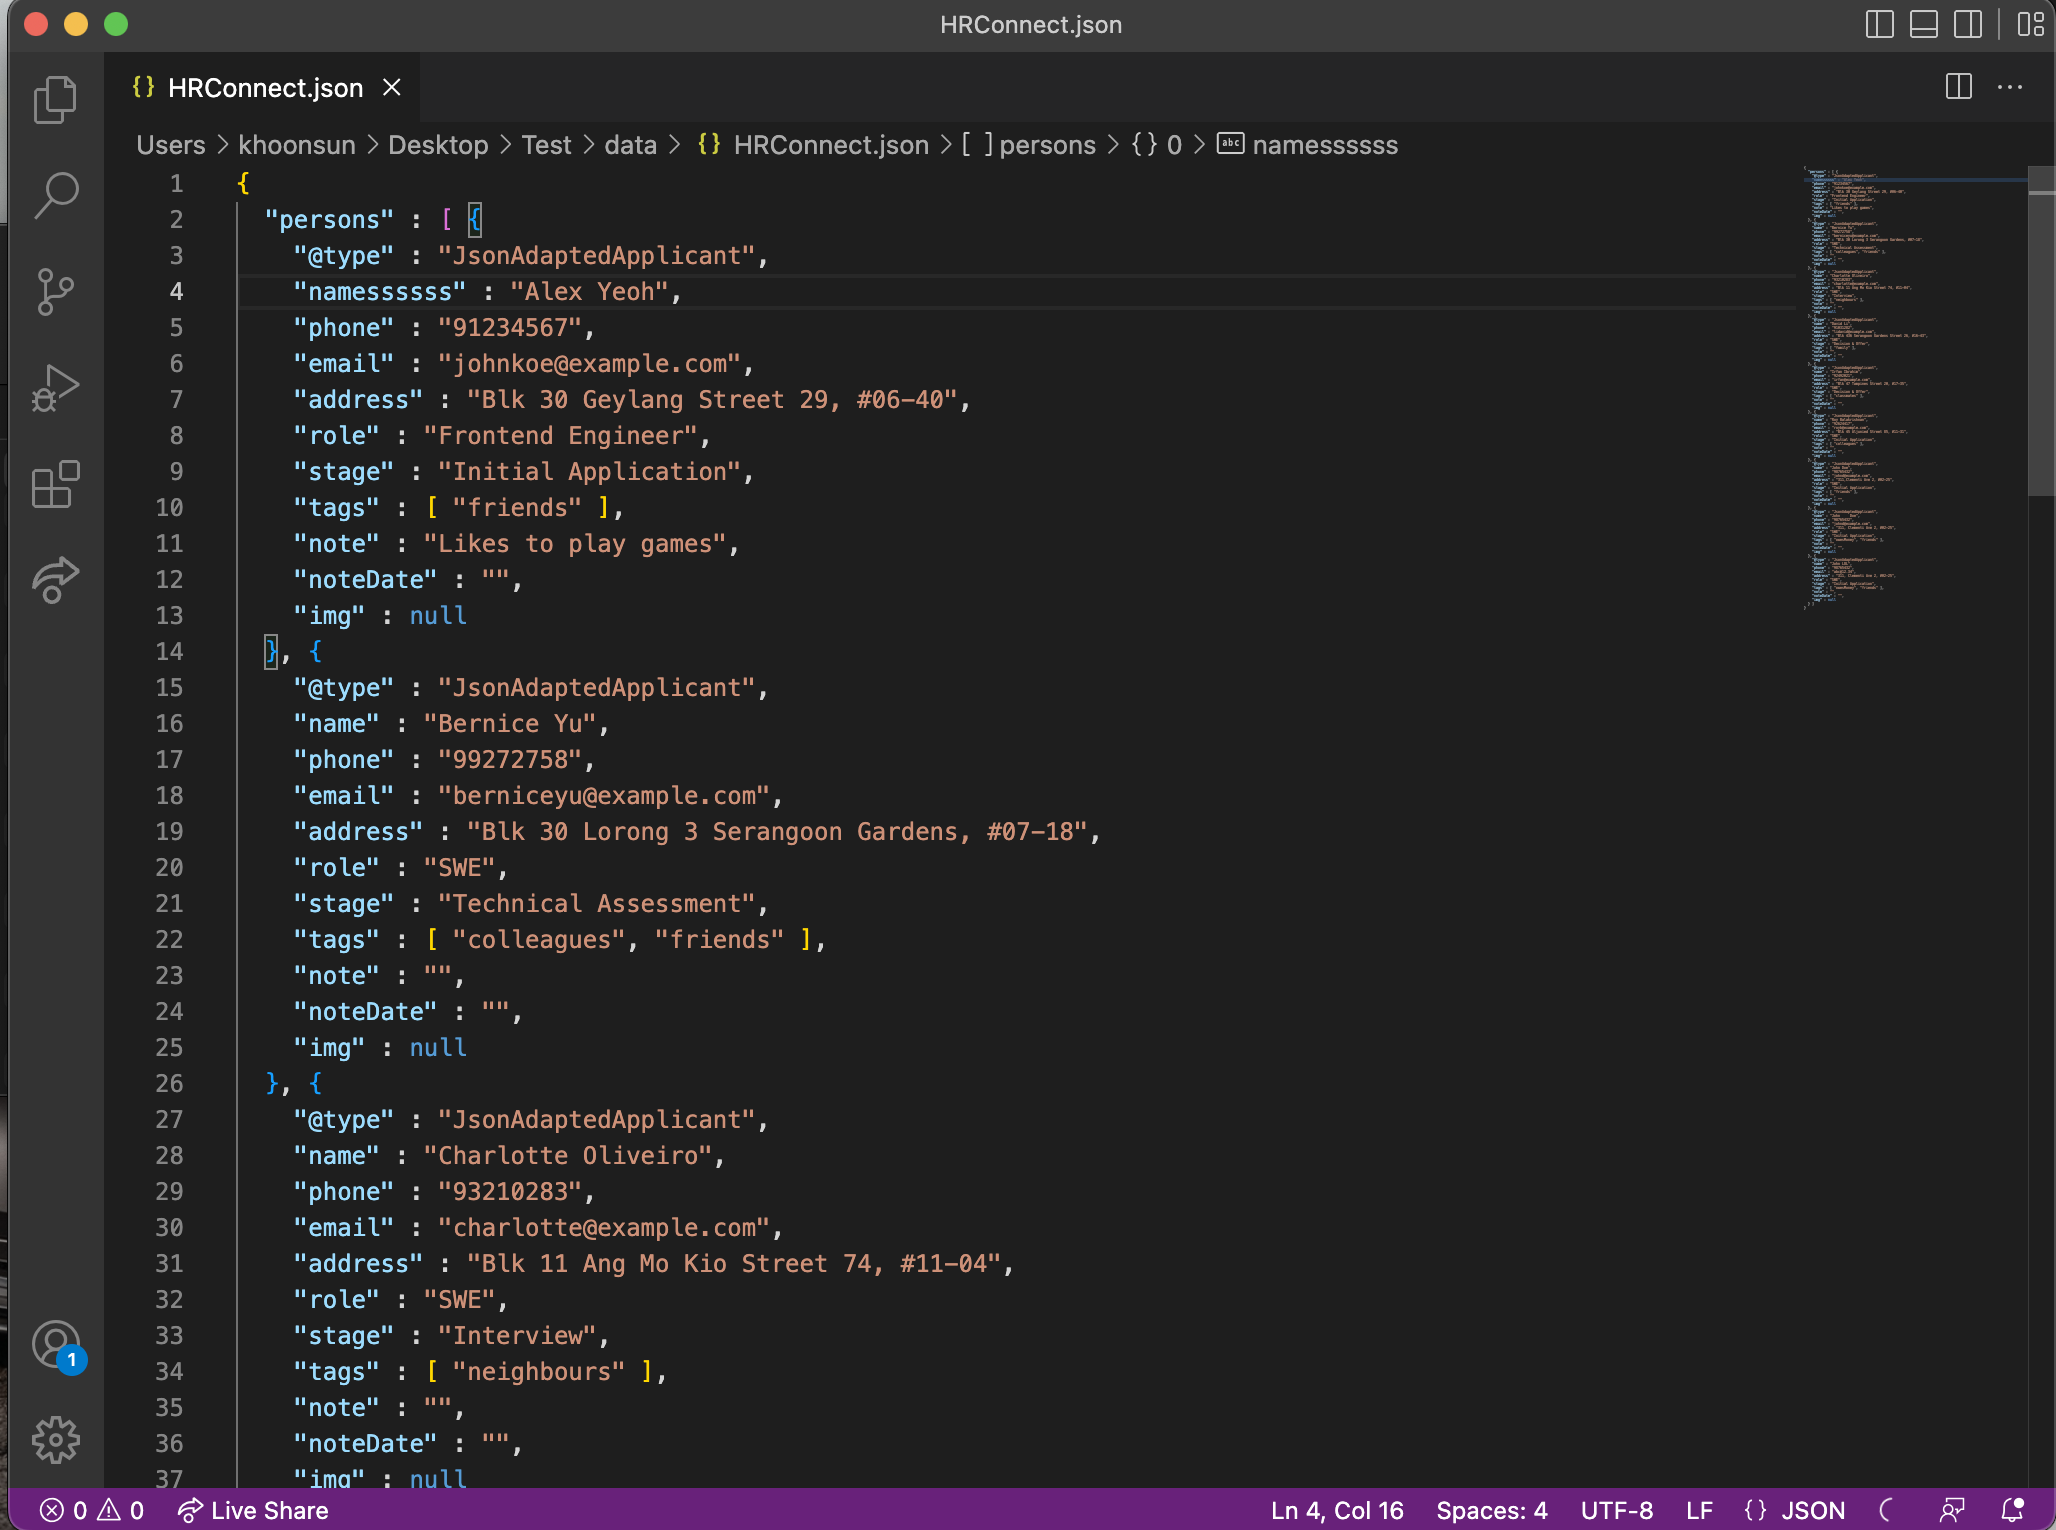 HRConnect.json
{} HRConnect.json
Users > khoonsun > Desktop > Test > data > {} HRConnect.json > [ ] persons > {} 0 > abc namessssss
1 {
2 "persons" : [ {
3 "@type" : "JsonAdaptedApplicant",
4 "namessssss" : "Alex Yeoh",
5 "phone" : "91234567",
6 "email" : "johnkoe@example.com",
7 "address" : "Blk 30 Geylang Street 29, #06-40",
8 "role" : "Frontend Engineer",
9 "stage" : "Initial Application",
10 "tags" : [ "friends" ],
11 "note" : "Likes to play games",
12 "noteDate" : "",
13 "img" : null
14 }, {
15 "@type" : "JsonAdaptedApplicant",
16 "name" : "Bernice Yu",
17 "phone" : "99272758",
18 "email" : "berniceyu@example.com",
19 "address" : "Blk 30 Lorong 3 Serangoon Gardens, #07-18",
20 "role" : "SWE",
21 "stage" : "Technical Assessment",
22 "tags" : [ "colleagues", "friends" ],
23 "note" : "",
24 "noteDate" : "",
25 "img" : null
26 }, {
27 "@type" : "JsonAdaptedApplicant",
28 "name" : "Charlotte Oliveiro",
29 "phone" : "93210283",
30 "email" : "charlotte@example.com",
31 "address" : "Blk 11 Ang Mo Kio Street 74, #11-04",
32 "role" : "SWE",
33 "stage" : "Interview",
34 "tags" : [ "neighbours" ],
35 "note" : "",
36 "noteDate" : "",
37 "img" : null
1
0 0 Live Share Ln 4, Col 16 Spaces: 4 UTF-8 LF {} JSON